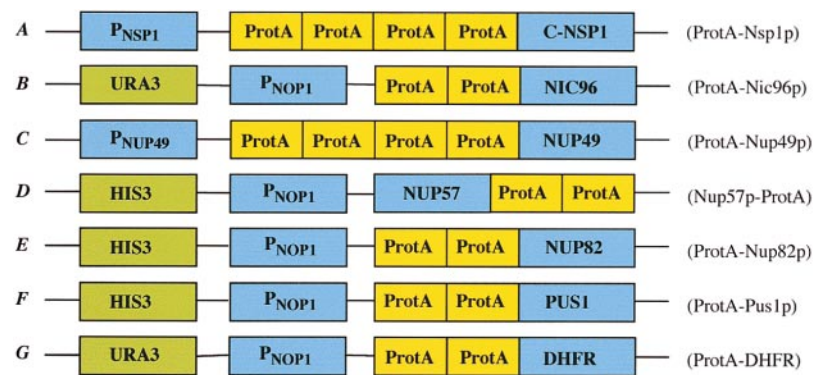 A P_NSP1 ProtA ProtA ProtA ProtA C-NSP1 (ProtA-Nsp1p)
B URA3 P_NOP1 ProtA ProtA NIC96 (ProtA-Nic96p)
C P_NUP49 ProtA ProtA ProtA ProtA NUP49 (ProtA-Nup49p)
D HIS3 P_NOP1 NUP57 ProtA ProtA (Nup57p-ProtA)
E HIS3 P_NOP1 ProtA ProtA NUP82 (ProtA-Nup82p)
F HIS3 P_NOP1 ProtA ProtA PUS1 (ProtA-Pus1p)
G URA3 P_NOP1 ProtA ProtA DHFR (ProtA-DHFR)